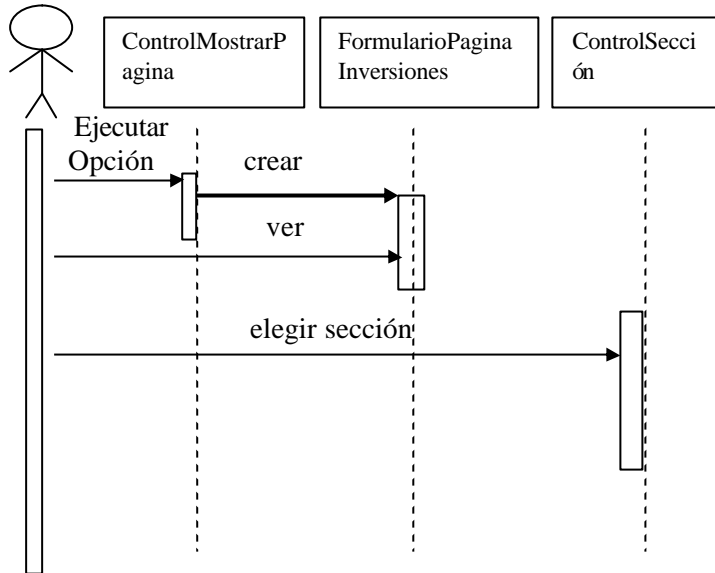 ControlMostrarP
agina
FormularioPagina
Inversiones
ControlSecci
ón
Ejecutar
Opción
crear
ver
elegir sección